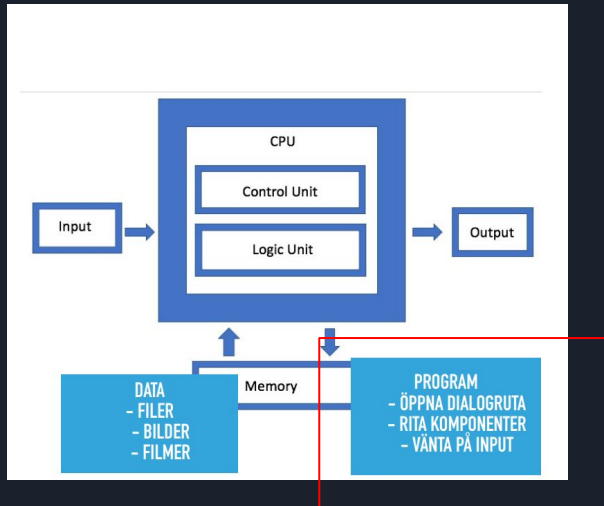 CPU
Control Unit
Input
Logic Unit
Output
Memory
DATA
- FILER
- BILDER
- FILMER
PROGRAM
- ÖPPNA DIALOGRUTA
- RITA KOMPONENTER
- VÄNTA PÅ INPUT